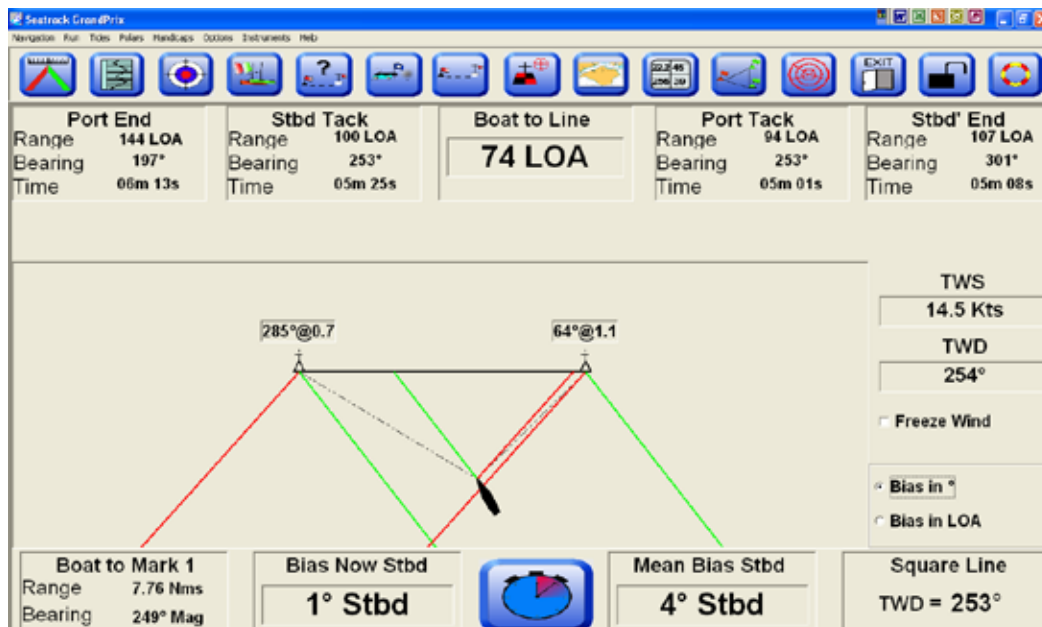 Seatrack GrandPrix
Navigation Run Tides Polars Handicaps Options Instruments Help
EXIT
Port End
Range 144 LOA
Bearing 197°
Time 06m 13s
Stbd Tack
Range 100 LOA
Bearing 253°
Time 05m 25s
Boat to Line
74 LOA
Port Tack
Range 94 LOA
Bearing 253°
Time 05m 01s
Stbd' End
Range 107 LOA
Bearing 301°
Time 05m 08s
285°@0.7
64°@1.1
TWS
14.5 Kts
TWD
254°
Freeze Wind
Bias in °
Bias in LOA
Boat to Mark 1
Range 7.76 Nms
Bearing 249° Mag
Bias Now Stbd
1° Stbd
Mean Bias Stbd
4° Stbd
Square Line
TWD = 253°